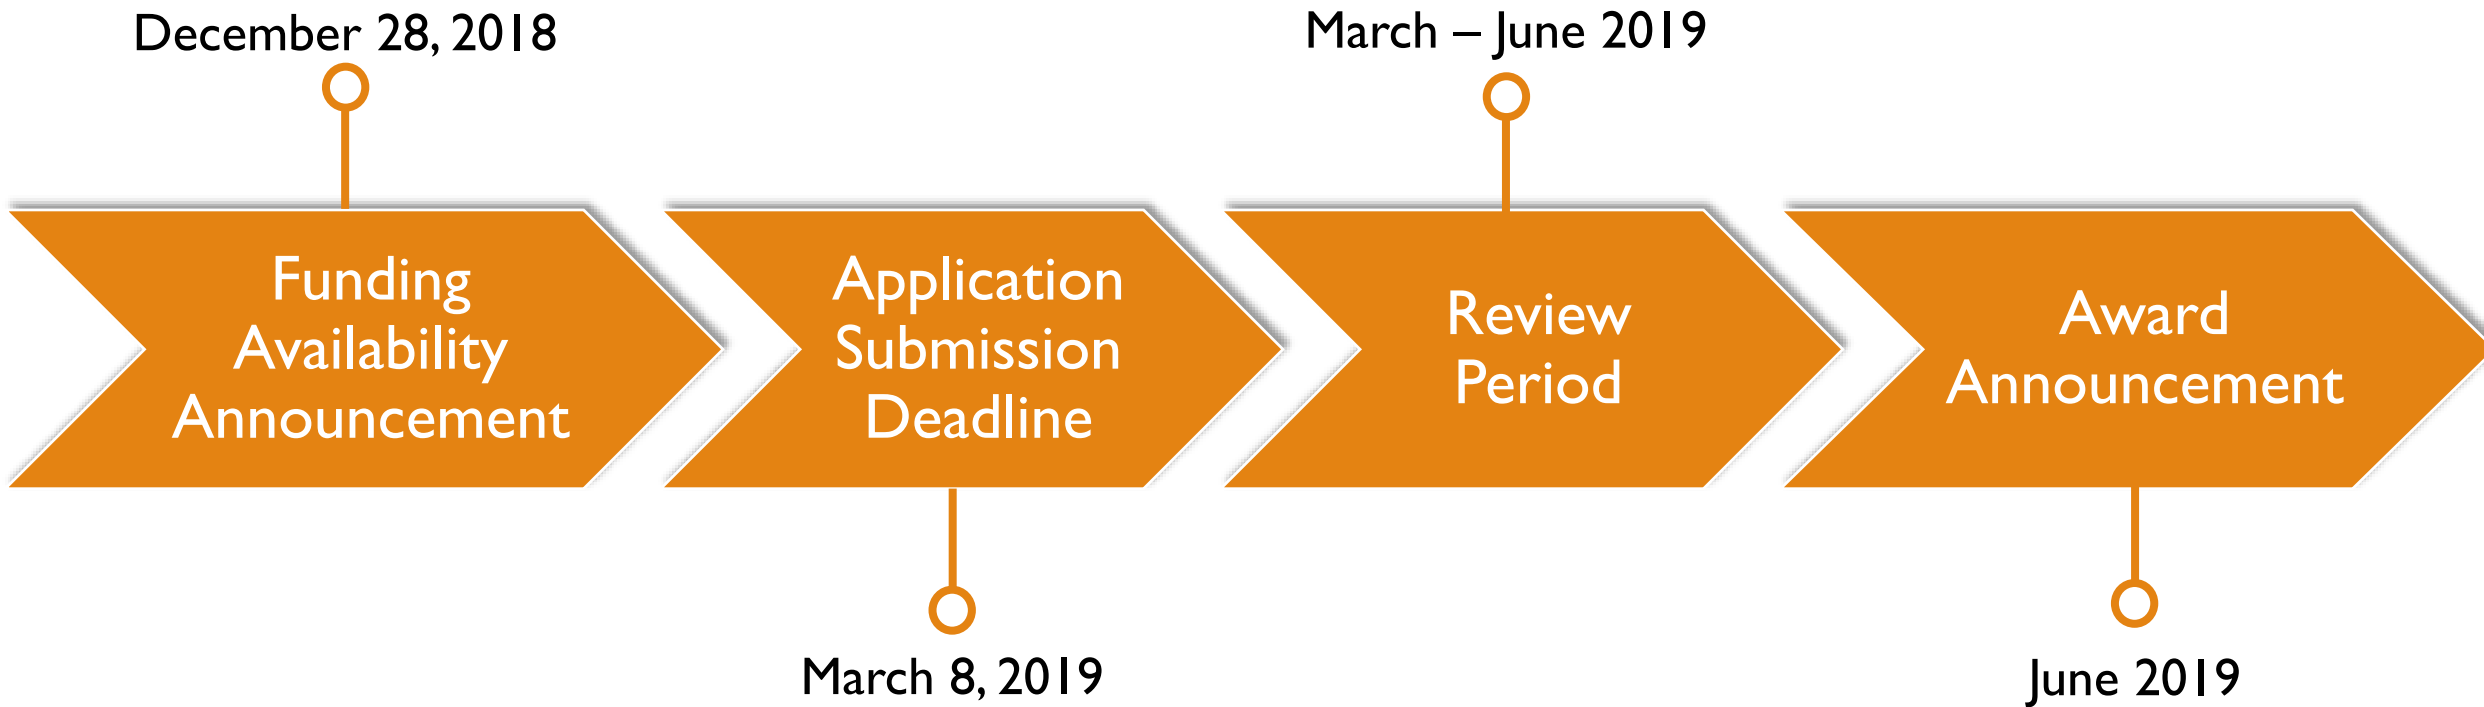 December 28, 2018
Funding
Availability
Announcement
Application
Submission
Deadline
March 8, 2019
March – June 2019
Review
Period
Award
Announcement
June 2019